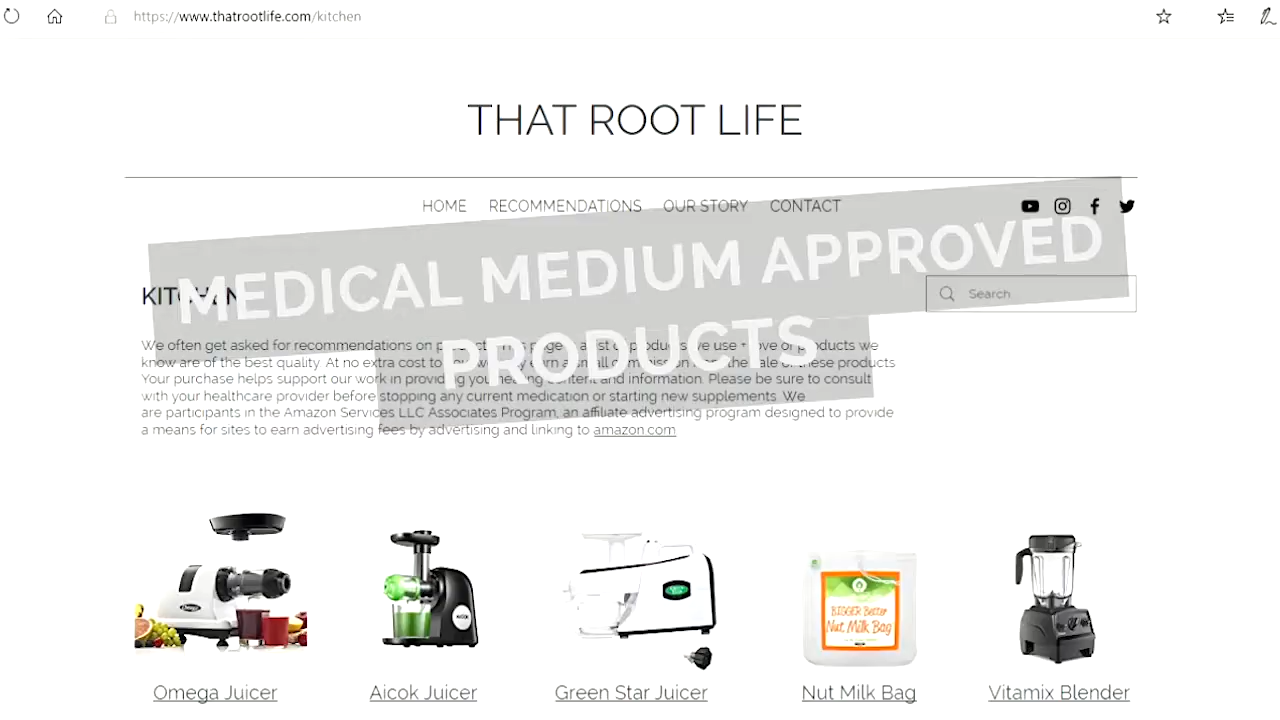 https://www.thatrootlife.com/kitchen
THAT ROOT LIFE
HOME RECOMMENDATIONS OUR STORY CONTACT
MEDICAL MEDIUM APPROVED
PRODUCTS
KITCHEN
Search
We often get asked for recommendations on products. This page is a list of products we use + love or products we
know are of the best quality. At no extra cost to you, we may earn a small commission from the sale of these products.
Your purchase helps support our work in providing you healing content and information. Please be sure to consult
with your healthcare provider before stopping any current medication or starting new supplements. We
are participants in the Amazon Services LLC Associates Program, an affiliate advertising program designed to provide
a means for sites to earn advertising fees by advertising and linking to amazon.com
BIGGER Better
Nut Milk Bag
Omega Juicer Aicok Juicer Green Star Juicer Nut Milk Bag Vitamix Blender